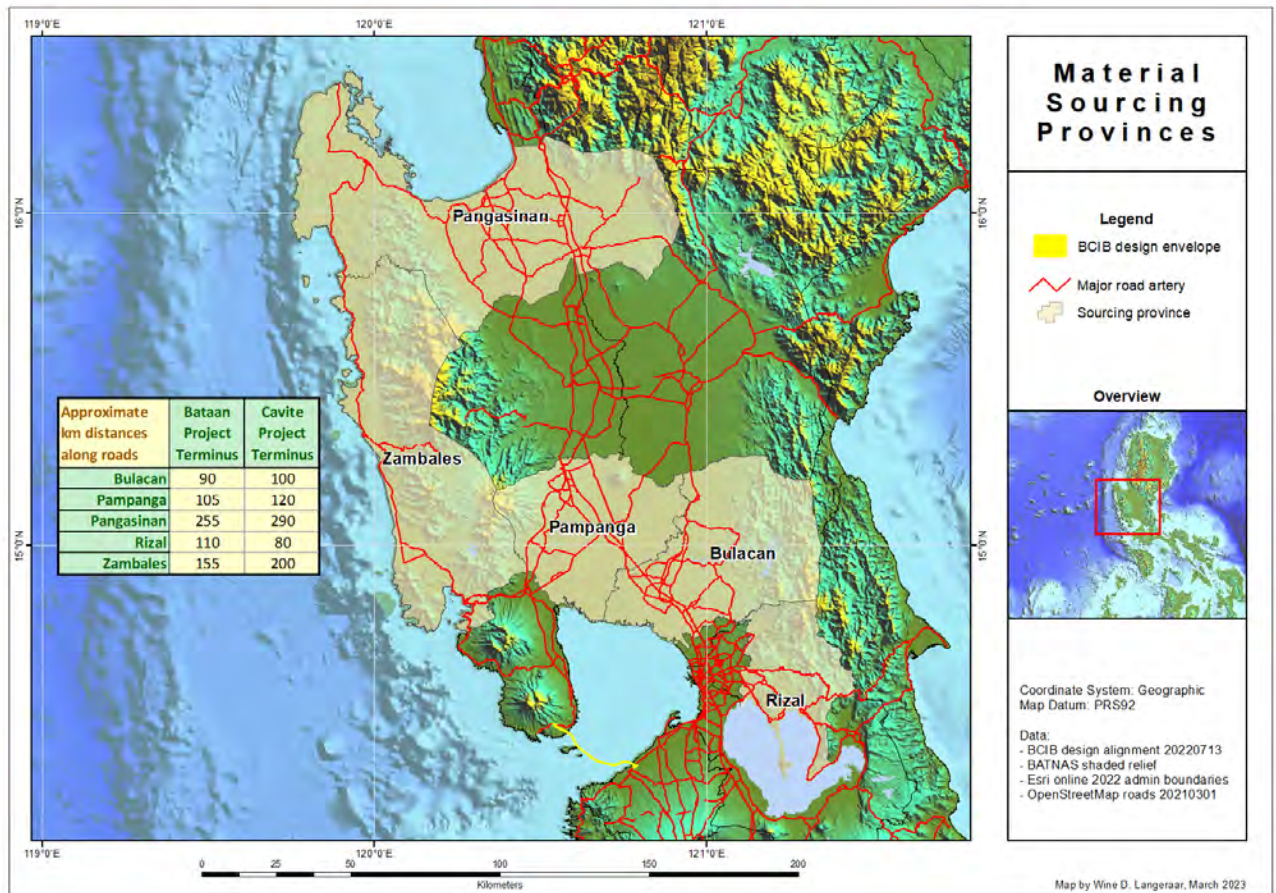 119°0'E
120°0'E
121°0'E
16°0'N
16°0'N
15°0'N
15°0'N
Pangasinan
Zambales
Pampanga
Bulacan
Rizal
Approximate km distances along roads Bataan Project Terminus Cavite Project Terminus
Bulacan 90 100
Pampanga 105 120
Pangasinan 255 290
Rizal 110 80
Zambales 155 200
119°0'E
120°0'E
121°0'E
0 25 50 100 150 200
Kilometers
Material
Sourcing
Provinces
Legend
BCIB design envelope
Major road artery
Sourcing province
Overview
Coordinate System: Geographic
Map Datum: PRS92
Data:
- BCIB design alignment 20220713
- BATNAS shaded relief
- Esri online 2022 admin boundaries
- OpenStreetMap roads 20210301
Map by Wine D. Langeraar, March 2023